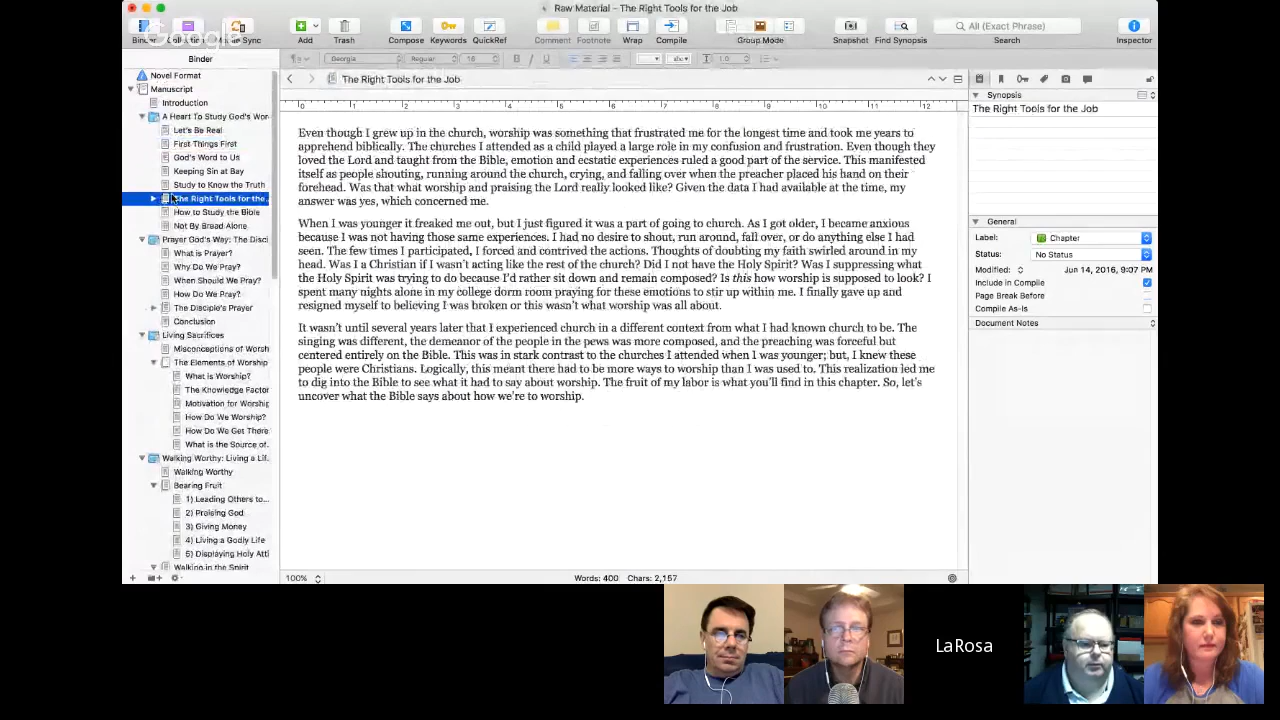 Raw Material – The Right Tools for the Job
Google
Binder
Add
Trash
Compose
Keywords
QuickRef
Comment
Footnote
Wrap
Compile
Group Mode
Snapshot
Find Synopsis
All (Exact Phrase)
Search
Inspector
Georgia
Regular
16
1.0
Binder
The Right Tools for the Job
Novel Format
Manuscript
Introduction
A Heart To Study God's Wor
Let's Be Real
First Things First
God's Word to Us
Keeping Sin at Bay
Study to Know the Truth
The Right Tools for the...
How to Study the Bible
Not By Bread Alone
Prayer God's Way: The Disci
What is Prayer?
Why Do We Pray?
When Should We Pray?
How Do We Pray?
The Disciple's Prayer
Conclusion
Living Sacrifices
Misconceptions of Worsh
The Elements of Worship
What is Worship?
The Knowledge Factor
Motivation for Worship
How Do We Worship?
How Do We Get There
What is the Source of...
Walking Worthy: Living a Lif..
Walking Worthy
Bearing Fruit
1) Leading Others to...
2) Praising God
3) Giving Money
4) Living a Godly Life
5) Displaying Holy Atti
Walking in the Spirit
0 1 2 3 4 5 6 7 8 9 10 11 12
Even though I grew up in the church, worship was something that frustrated me for the longest time and took me years to
apprehend biblically. The churches I attended as a child played a large role in my confusion and frustration. Even though they
loved the Lord and taught from the Bible, emotion and ecstatic experiences ruled a good part of the service. This manifested
itself as people shouting, running around the church, crying, and falling over when the preacher placed his hand on their
forehead. Was that what worship and praising the Lord really looked like? Given the data I had available at the time, my
answer was yes, which concerned me.
When I was younger it freaked me out, but I just figured it was a part of going to church. As I got older, I became anxious
because I was not having those same experiences. I had no desire to shout, run around, fall over, or do anything else I had
seen. The few times I participated, I forced and contrived the actions. Thoughts of doubting my faith swirled around in my
head. Was I a Christian if I wasn't acting like the rest of the church? Did I not have the Holy Spirit? Was I suppressing what
the Holy Spirit was trying to do because I'd rather sit down and remain composed? Is this how worship is supposed to look? I
spent many nights alone in my college dorm room praying for these emotions to stir up within me. I finally gave up and
resigned myself to believing I was broken or this wasn't what worship was all about.
It wasn't until several years later that I experienced church in a different context from what I had known church to be. The
singing was different, the demeanor of the people in the pews was more composed, and the preaching was forceful but
centered entirely on the Bible. This was in stark contrast to the churches I attended when I was younger; but, I knew these
people were Christians. Logically, this meant there had to be more ways to worship than I was used to. This realization led me
to dig into the Bible to see what it had to say about worship. The fruit of my labor is what you'll find in this chapter. So, let's
uncover what the Bible says about how we're to worship.
100%
Words: 400 Chars: 2,157
Synopsis
The Right Tools for the Job
General
Label: Chapter
Status: No Status
Modified: Jun 14, 2016, 9:07 PM
Include in Compile
Page Break Before
Compile As-Is
Document Notes
LaRosa